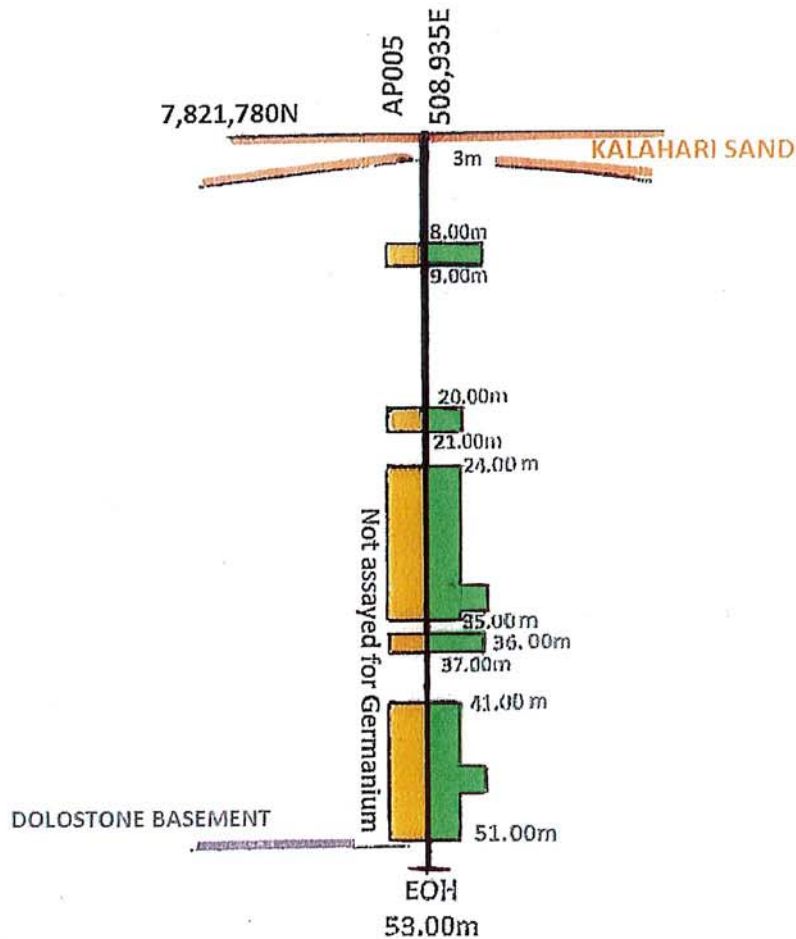 AP005
508,935E
7,821,780N
KALAHARI SAND
3m
8.00m
9.00m
20.00m
21.00m
24.00 m
Not assayed for Germanium
35.00m
36.00m
37.00m
41.00 m
DOLOSTONE BASEMENT
51.00m
EOH
53.00m